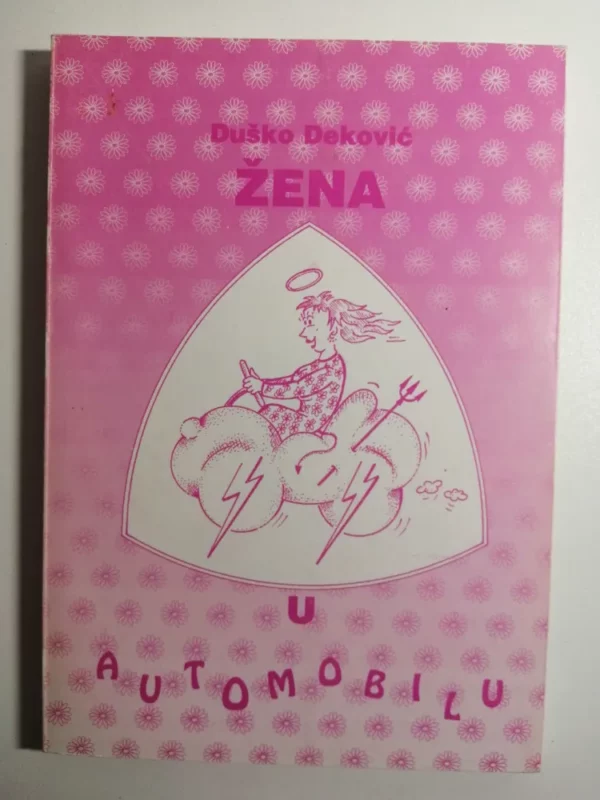 Duško Deković
ŽENA
U
AUTOMOBILU